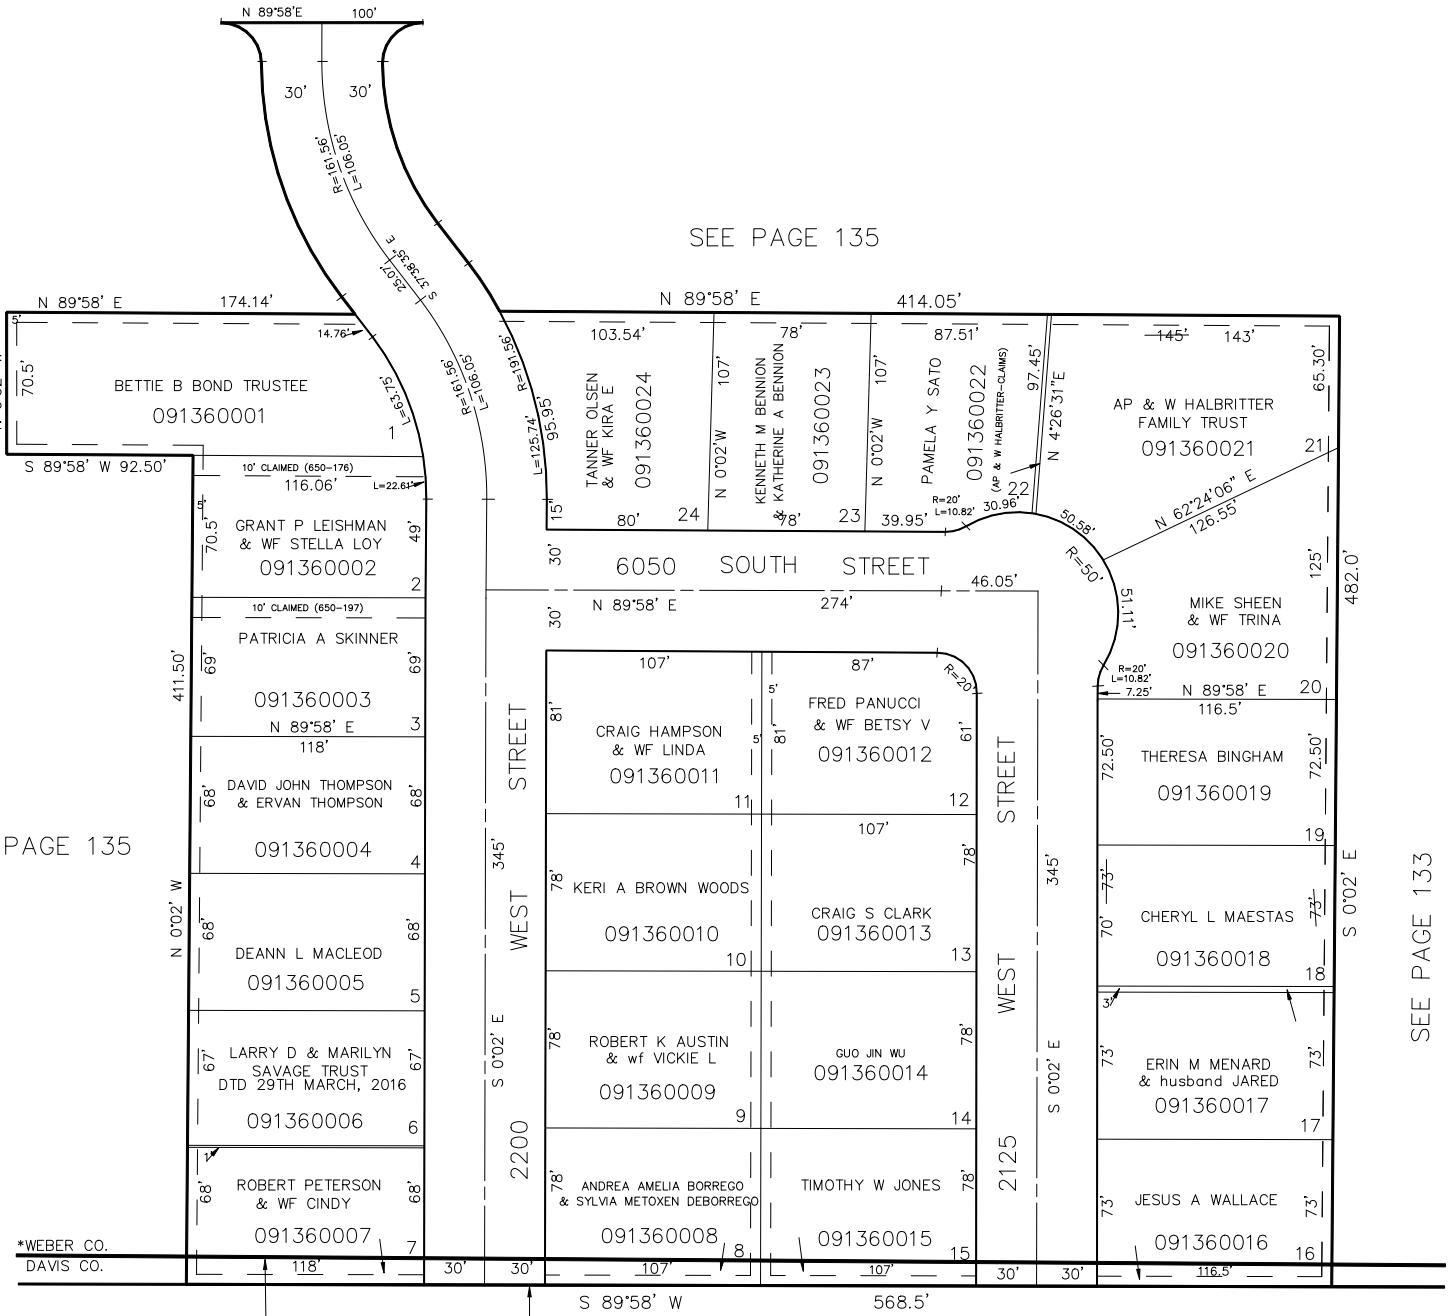 N 89°58'E 100'
30' 30'
R=161.56'
L=106.05'
S 37°38'35" E
25.07'
SEE PAGE 135
N 89°58' E 174.14'
N 89°58' E 414.05'
5'
14.76'
70.5'
BETTIE B BOND TRUSTEE
091360001
1
L=63.75'
R=161.56'
L=106.05'
R=191.56'
L=125.74'
95.95'
S 89°58' W 92.50'
103.54'
TANNER OLSEN
& WF KIRA E
091360024
107'
N 0°02'W
15'
80'
24
78'
KENNETH M BENNION
& KATHERINE A BENNION
091360023
107'
N 0°02'W
78'
23
87.51'
PAMELA Y SATO
091360022
(AP & W HALBRITTER-CLAIMS)
22
97.45'
N 4°26'31"E
R=20'
L=10.82'
39.95'
30.96'
145' 143'
65.30'
AP & W HALBRITTER
FAMILY TRUST
091360021
21
N 62°24'06" E
126.55'
50.58'
R=50'
51.11'
10' CLAIMED (650-176)
116.06'
L=22.61'
5'
70.5'
GRANT P LEISHMAN
& WF STELLA LOY
091360002
49'
2
30'
6050 SOUTH STREET
46.05'
N 89°58' E 274'
30'
125'
482.0'
MIKE SHEEN
& WF TRINA
091360020
20
R=20'
L=10.82'
7.25'
N 89°58' E
116.5'
10' CLAIMED (650-197)
PATRICIA A SKINNER
69'
69'
091360003
3
411.50'
N 89°58' E
118'
107'
81'
CRAIG HAMPSON
& WF LINDA
091360011
11
5'
5'
87'
R=20'
FRED PANUCCI
& WF BETSY V
091360012
81'
61'
12
72.50'
THERESA BINGHAM
091360019
72.50'
19
DAVID JOHN THOMPSON
& ERVAN THOMPSON
68'
68'
091360004
4
PAGE 135
2200 WEST STREET
345'
S 0°02' E
2125 WEST STREET
345'
S 0°02' E
107'
78'
KERI A BROWN WOODS
091360010
10
CRAIG S CLARK
091360013
78'
13
73'
70'
CHERYL L MAESTAS
091360018
73'
18
N 0°02' W
68'
68'
DEANN L MACLEOD
091360005
5
S 0°02' E
SEE PAGE 133
LARRY D & MARILYN
SAVAGE TRUST
DTD 29TH MARCH, 2016
67'
67'
091360006
6
78'
ROBERT K AUSTIN
& wf VICKIE L
091360009
9
GUO JIN WU
091360014
78'
14
3'
73'
ERIN M MENARD
& husband JARED
091360017
73'
17
1'
68'
ROBERT PETERSON
& WF CINDY
091360007
68'
7
78'
ANDREA AMELIA BORREGO
& SYLVIA METOXEN DEBORREGO
091360008
8
TIMOTHY W JONES
091360015
78'
15
73'
JESUS A WALLACE
091360016
73'
16
*WEBER CO.
DAVIS CO.
118' 30' 30' 107' 107' 30' 30' 116.5'
S 89°58' W 568.5'